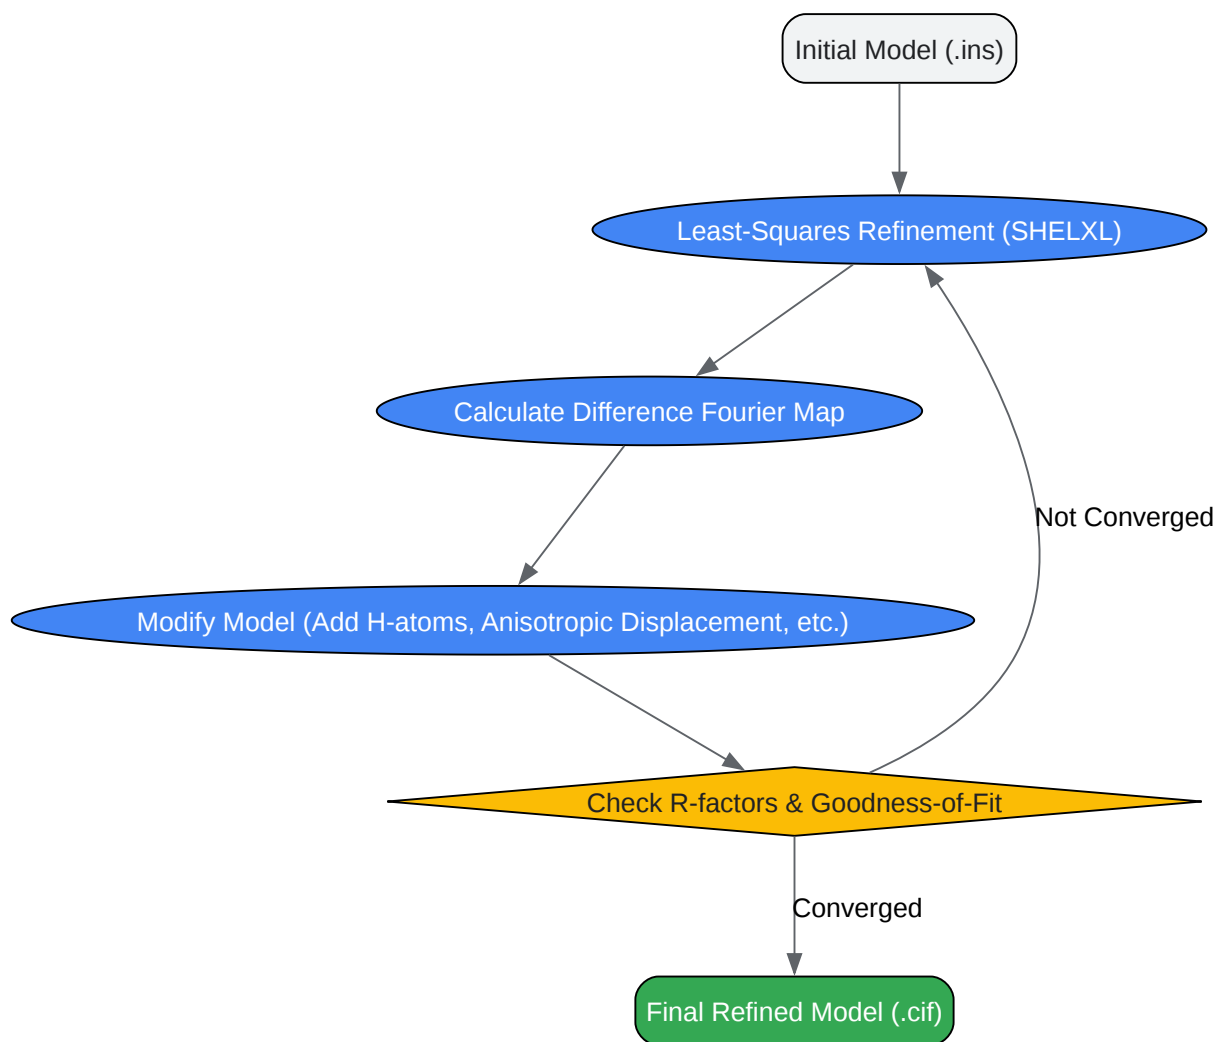 Initial Model (.ins)
Least-Squares Refinement (SHELXL)
Calculate Difference Fourier Map
Not Converged
Modify Model (Add H-atoms, Anisotropic Displacement, etc.)
Check R-factors & Goodness-of-Fit
Converged
Final Refined Model (.cif)